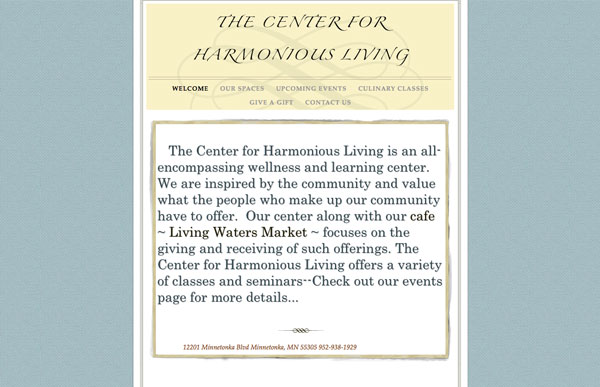 THE CENTER FOR
HARMONIOUS LIVING
WELCOME OUR SPACES UPCOMING EVENTS CULINARY CLASSES
GIVE A GIFT CONTACT US
The Center for Harmonious Living is an all-
encompassing wellness and learning center.
We are inspired by the community and value
what the people who make up our community
have to offer.  Our center along with our cafe
~ Living Waters Market ~ focuses on the
giving and receiving of such offerings. The
Center for Harmonious Living offers a variety
of classes and seminars--Check out our events
page for more details...
12201 Minnetonka Blvd Minnetonka, MN 55305 952-938-1929